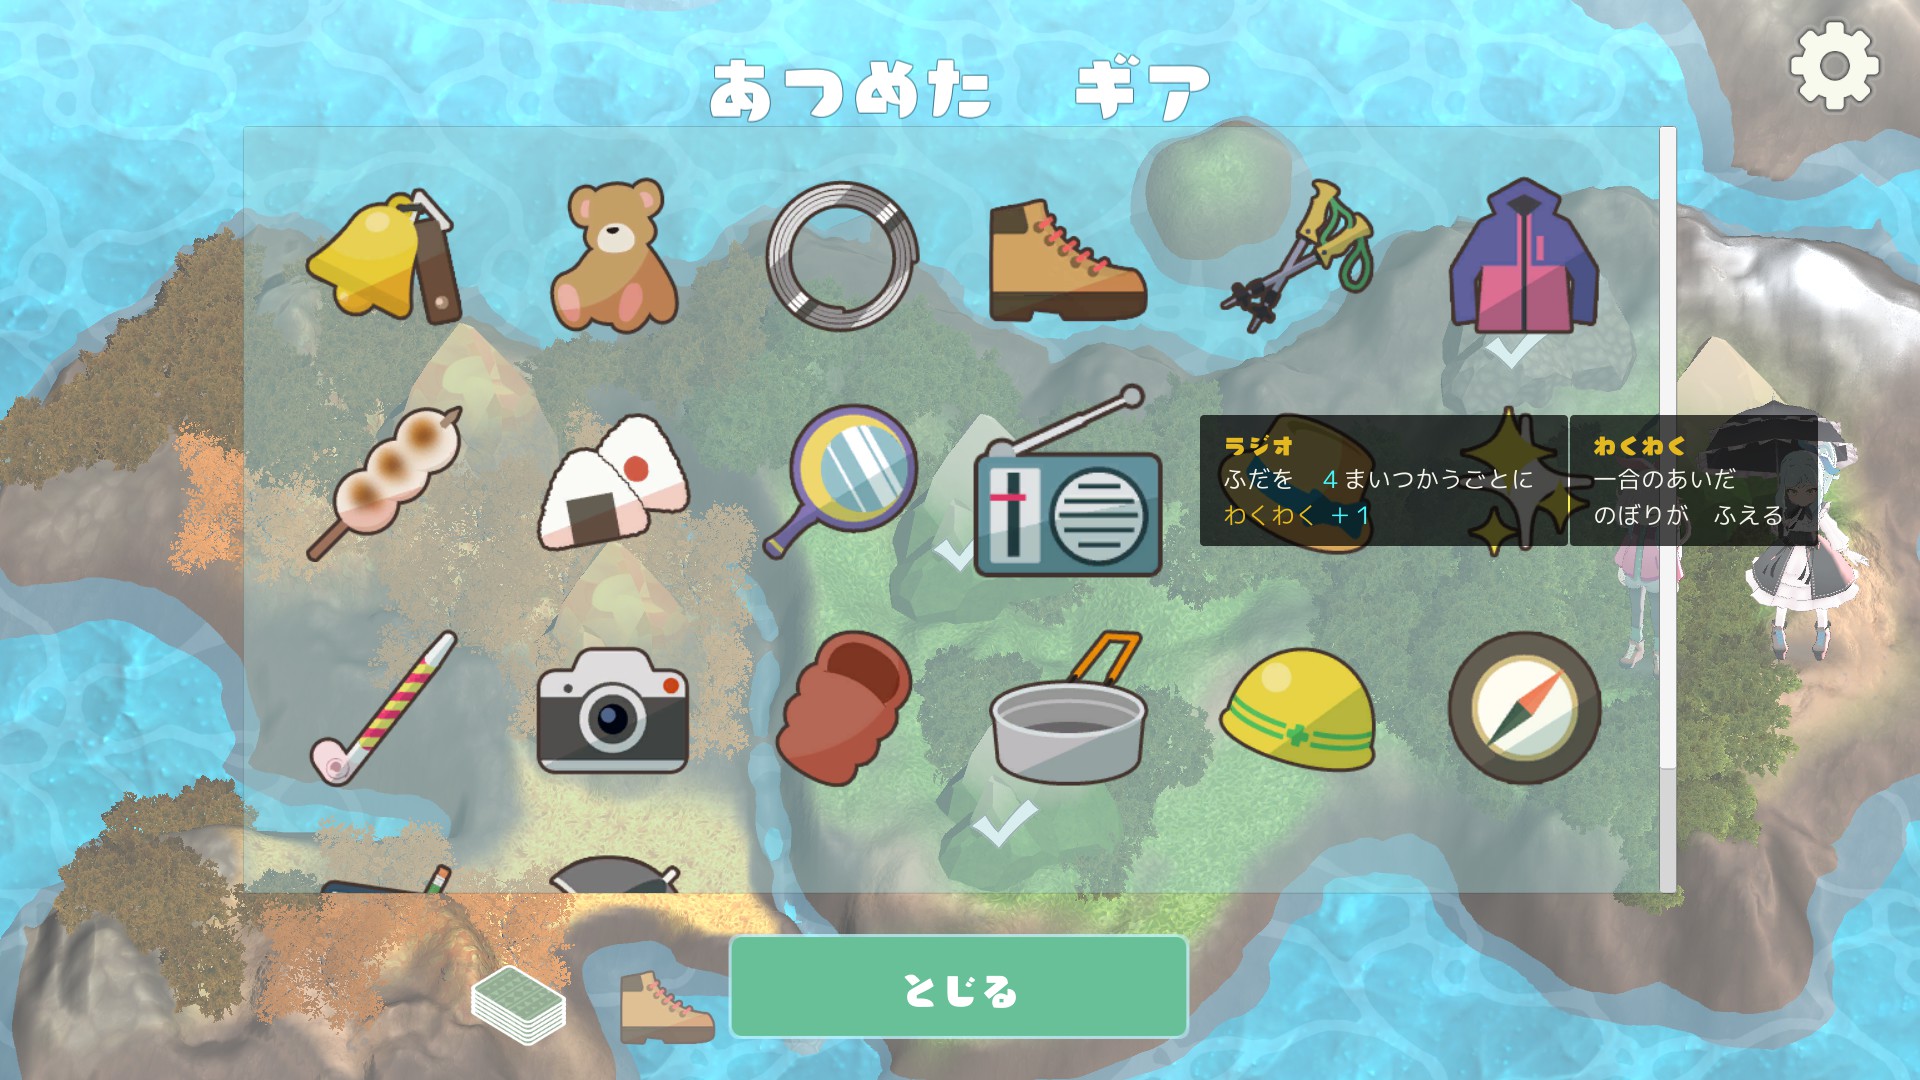 あつめた　ギア
ラジオ
ふだを　4まいつかうごとに
わくわく ＋1
わくわく
一合のあいだ
のぼりが　ふえる
とじる